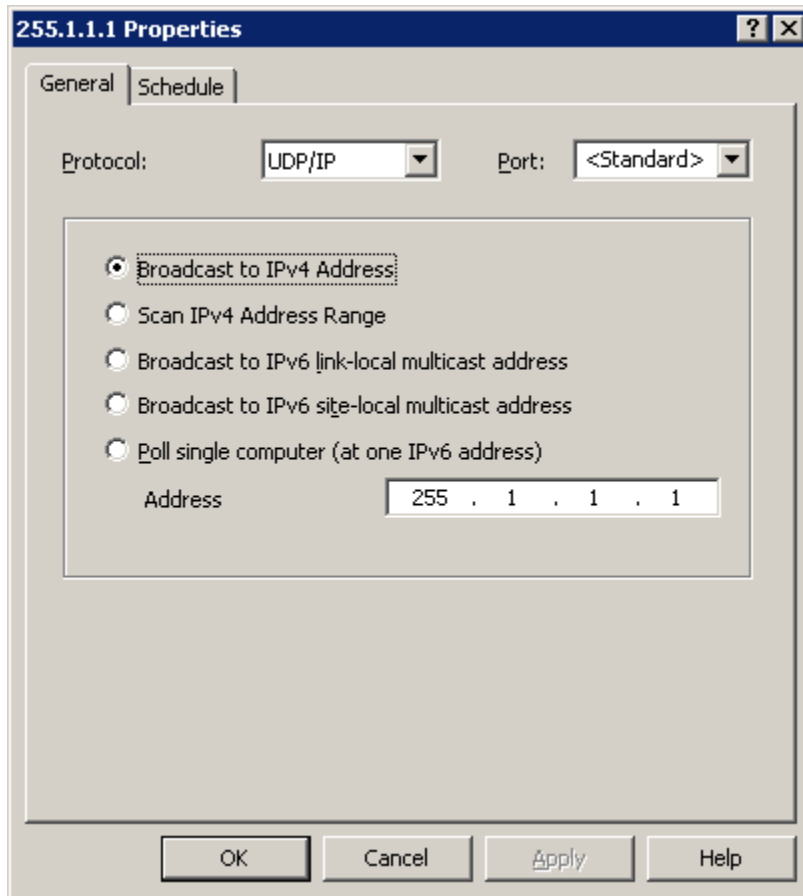 255.1.1.1 Properties ? X
General Schedule
Protocol: UDP/IP Port: <Standard>
Broadcast to IPv4 Address
Scan IPv4 Address Range
Broadcast to IPv6 link-local multicast address
Broadcast to IPv6 site-local multicast address
Poll single computer (at one IPv6 address)
Address 255 . 1 . 1 . 1
OK Cancel Apply Help